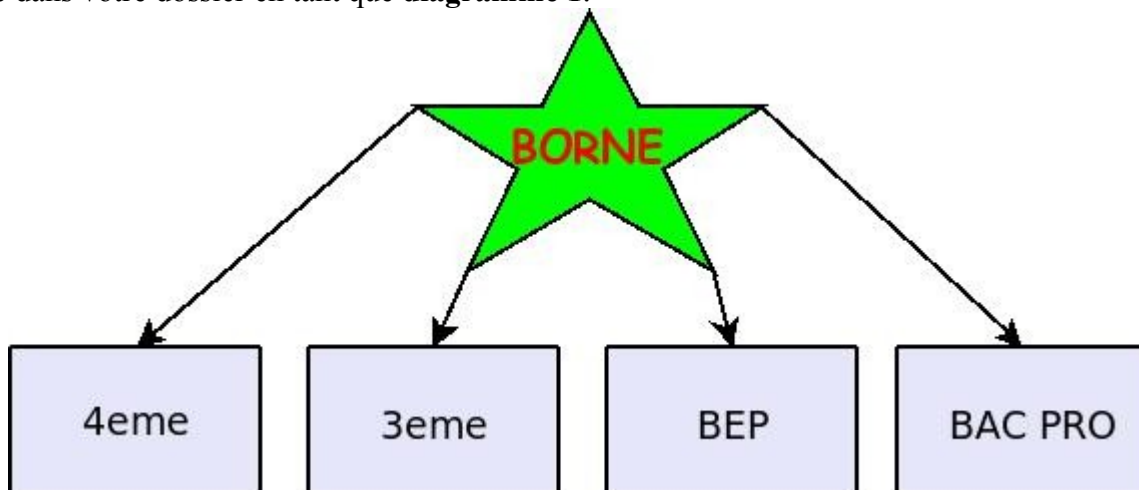 dans votre dossier en tant que diagramme 1.
BORNE
4eme
3eme
BEP
BAC PRO